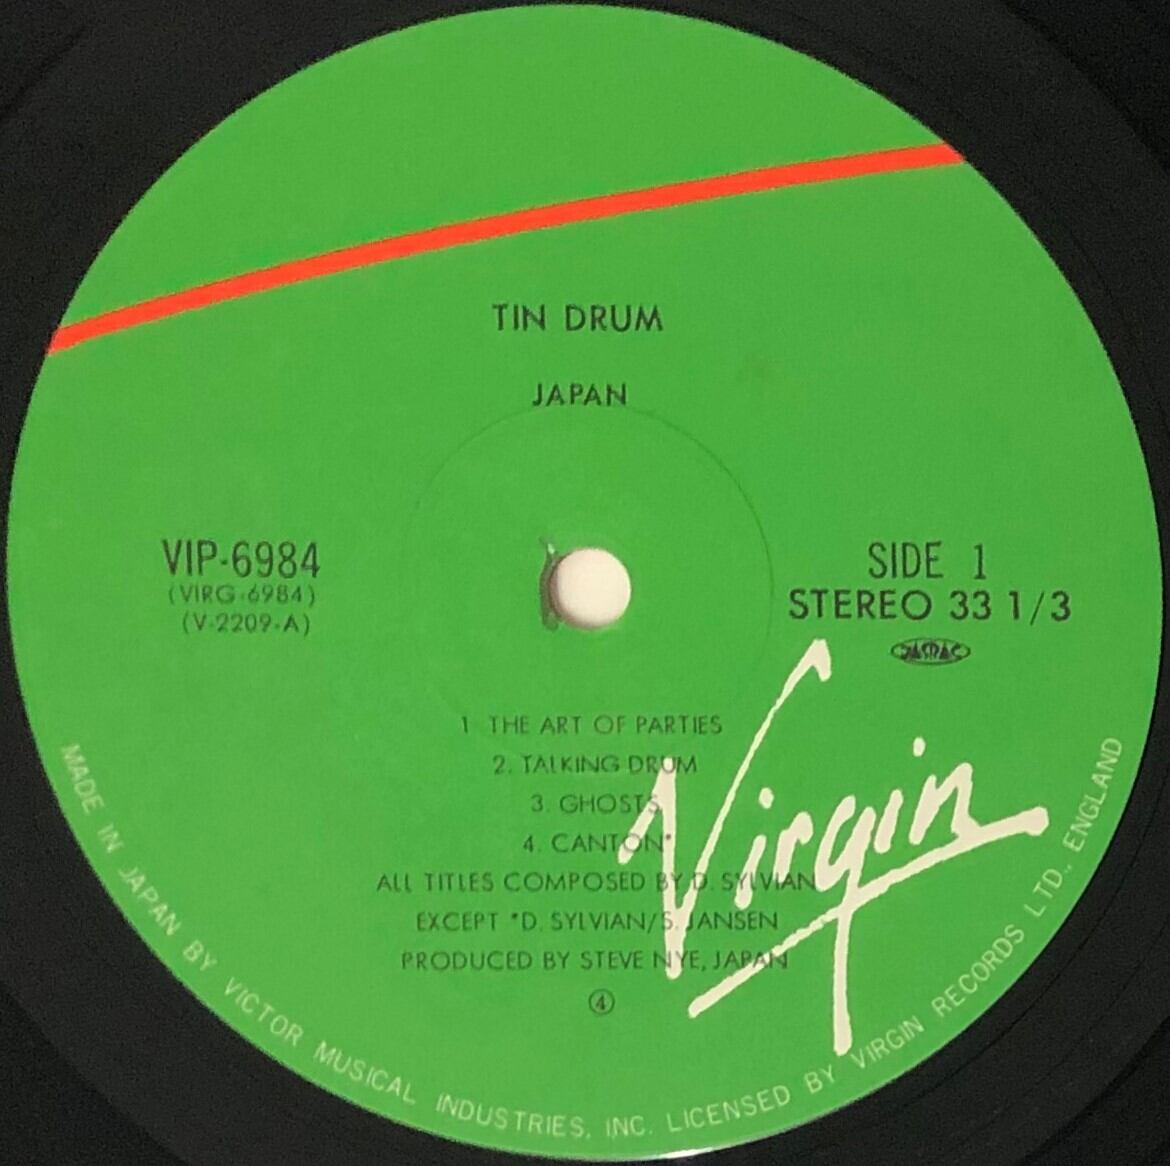 TIN DRUM
JAPAN
VIP-6984
(VIRG-6984)
(V-2209-A)
SIDE 1
STEREO 33 1/3
JASRAC
1 THE ART OF PARTIES
2. TALKING DRUM
3. GHOSTS
4. CANTON*
ALL TITLES COMPOSED BY D. SYLVIAN
EXCEPT *D. SYLVIAN/S. JANSEN
PRODUCED BY STEVE NYE, JAPAN
④
Virgin
MADE IN JAPAN BY VICTOR MUSICAL INDUSTRIES, INC. LICENSED BY VIRGIN RECORDS LTD., ENGLAND